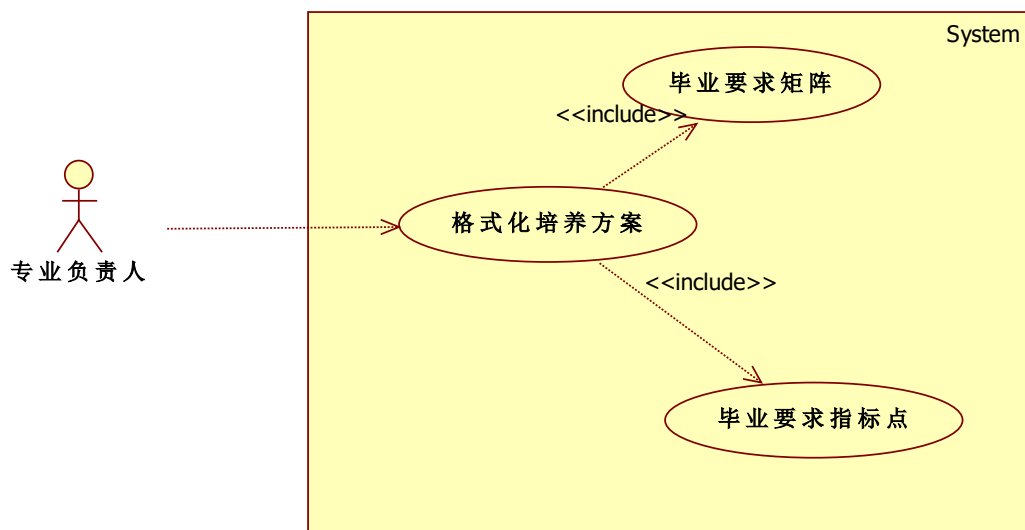 System
毕业要求矩阵
<<include>>
格式化培养方案
专业负责人
<<include>>
毕业要求指标点